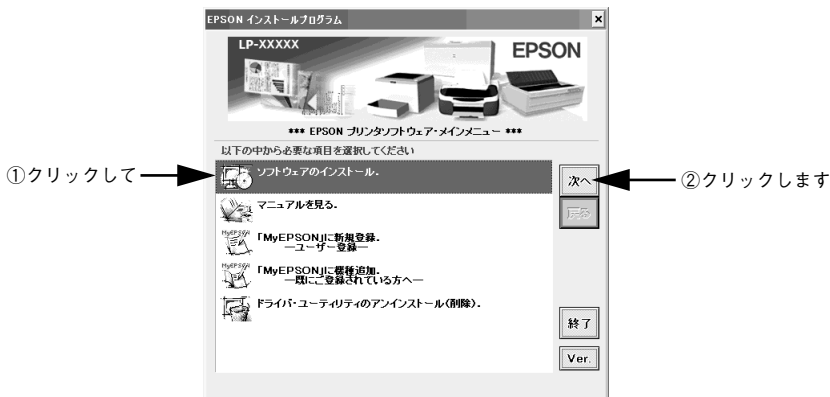 EPSON インストールプログラム
LP-XXXXX
EPSON
*** EPSON プリンタソフトウェア・メインメニュー ***
以下の中から必要な項目を選択してください
①クリックして
ソフトウェアのインストール.
次へ
②クリックします
マニュアルを見る.
戻る
MyEPSON
「MyEPSON」に新規登録.
―ユーザー登録―
MyEPSON
「MyEPSON」に機種追加.
―既にご登録されている方へ―
ドライバ・ユーティリティのアンインストール(削除).
終了
Ver.